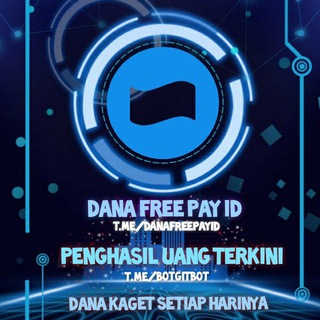 DANA FREE PAY ID
T.ME/DANAFREEPAYID
PENGHASIL UANG TERKINI
T.ME/BOTGITBOT
DANA KAGET SETIAP HARINYA